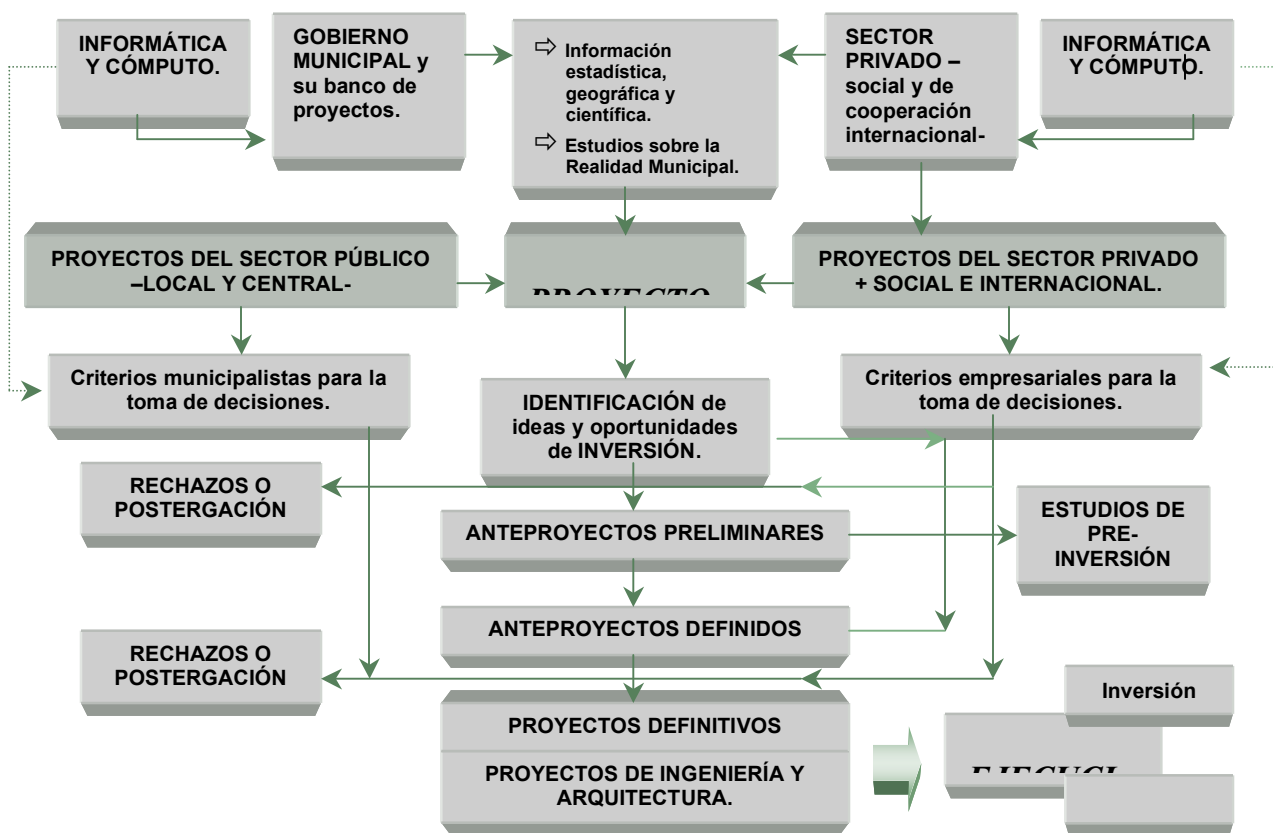 INFORMÁTICA
Y CÓMPUTO.
GOBIERNO
MUNICIPAL y
su banco de
proyectos.
⇨ Información
estadística,
geográfica y
científica.
⇨ Estudios sobre la
Realidad Municipal.
SECTOR
PRIVADO –
social y de
cooperación
internacional-
INFORMÁTICA
Y CÓMPUTO.
PROYECTOS DEL SECTOR PÚBLICO
–LOCAL Y CENTRAL-
PROYECTO
PROYECTOS DEL SECTOR PRIVADO
+ SOCIAL E INTERNACIONAL.
Criterios municipalistas para la
toma de decisiones.
IDENTIFICACIÓN de
ideas y oportunidades
de INVERSIÓN.
Criterios empresariales para la
toma de decisiones.
RECHAZOS O
POSTERGACIÓN
ANTEPROYECTOS PRELIMINARES
ESTUDIOS DE
PRE-
INVERSIÓN
ANTEPROYECTOS DEFINIDOS
RECHAZOS O
POSTERGACIÓN
PROYECTOS DEFINITIVOS
PROYECTOS DE INGENIERÍA Y
ARQUITECTURA.
Inversión